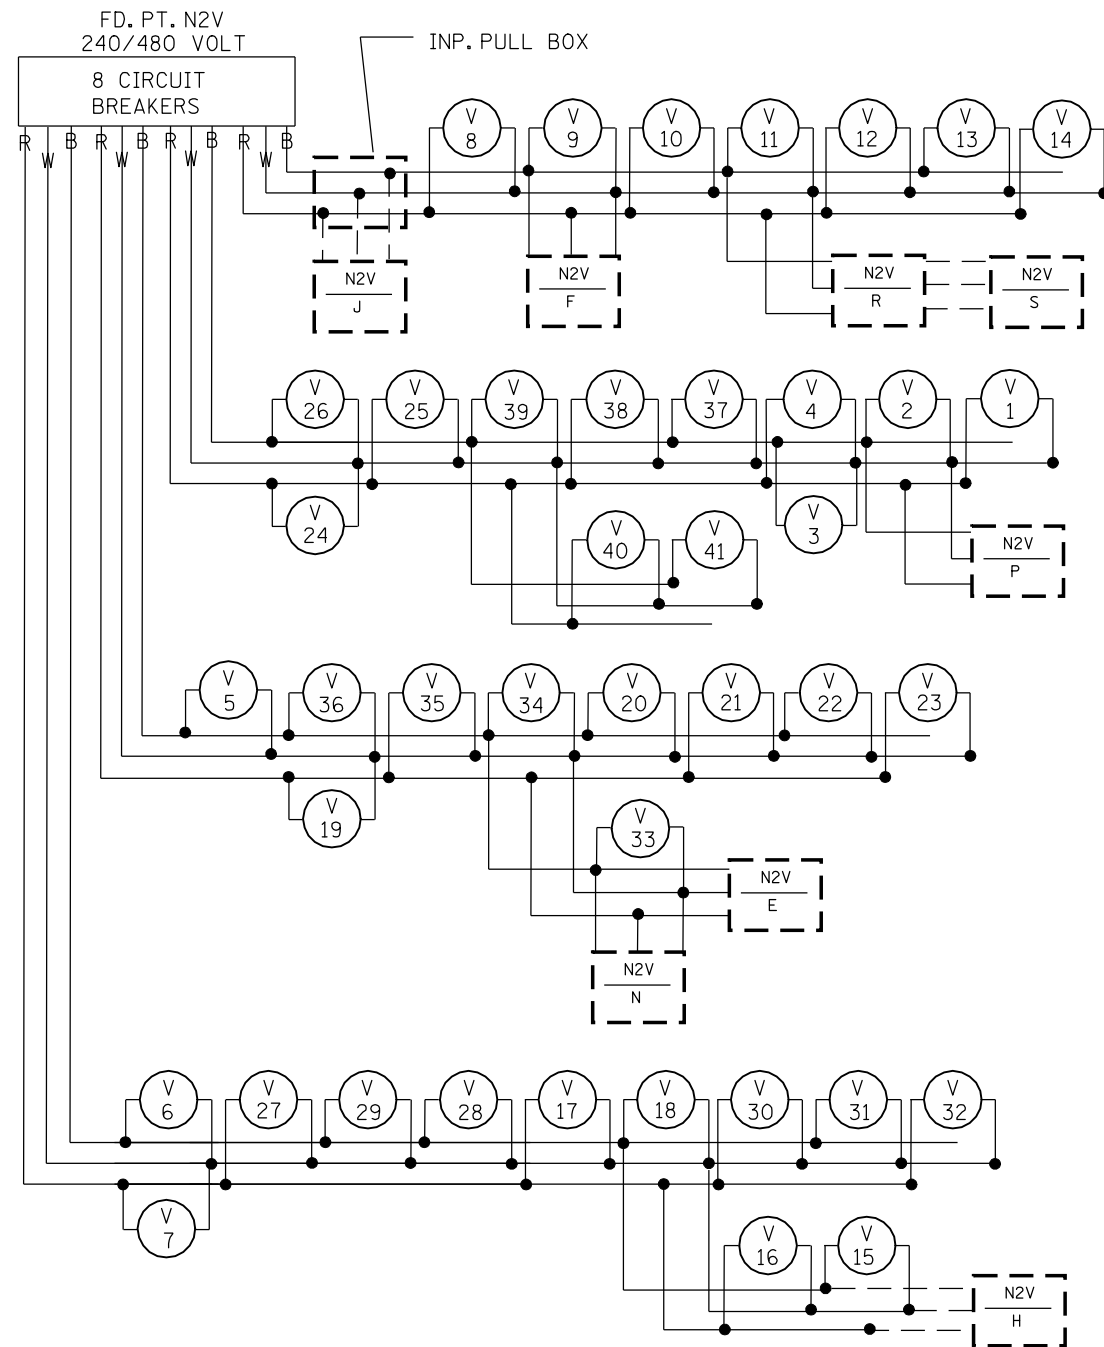 FD. PT. N2V
240/480 VOLT
INP. PULL BOX
8 CIRCUIT
BREAKERS
R W B R W B R W B R W B
V 8
V 9
V 10
V 11
V 12
V 13
V 14
N2V
J
N2V
F
N2V
R
N2V
S
V 26
V 25
V 39
V 38
V 37
V 4
V 2
V 1
V 24
V 3
V 40
V 41
N2V
P
V 5
V 36
V 35
V 34
V 20
V 21
V 22
V 23
V 19
V 33
N2V
E
N2V
N
V 6
V 27
V 29
V 28
V 17
V 18
V 30
V 31
V 32
V 7
V 16
V 15
N2V
H